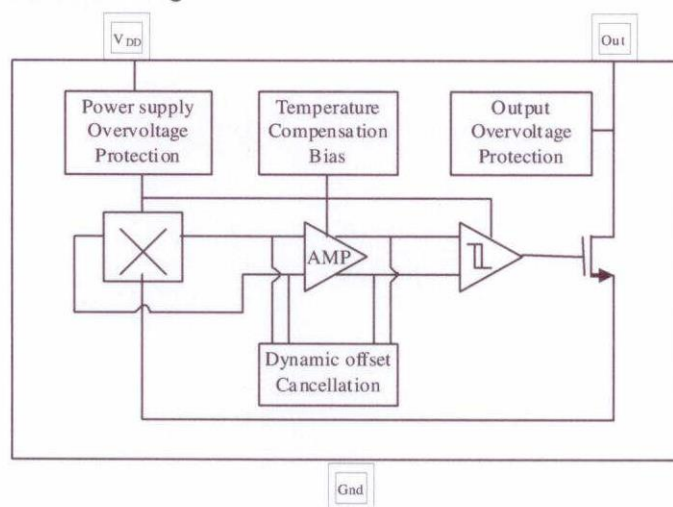 V DD
Out
Power supply
Overvoltage
Protection
Temperature
Compensation
Bias
Output
Overvoltage
Protection
AMP
Dynamic offset
Cancellation
Gnd